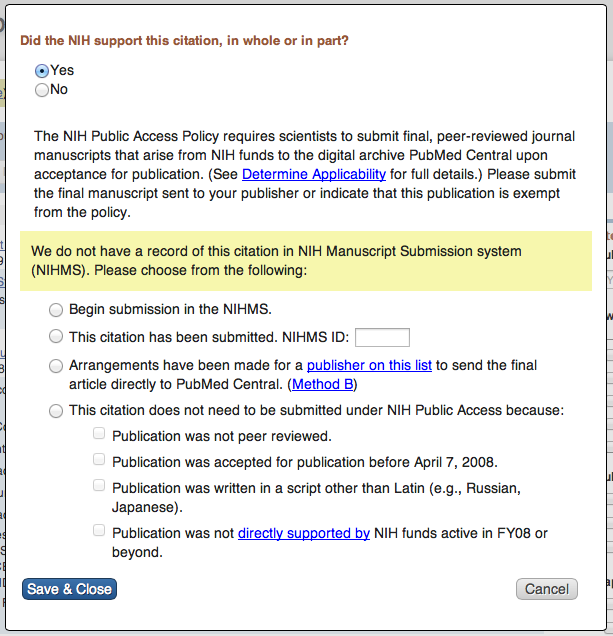 Did the NIH support this citation, in whole or in part?
Yes
No
The NIH Public Access Policy requires scientists to submit final, peer-reviewed journal
manuscripts that arise from NIH funds to the digital archive PubMed Central upon
acceptance for publication. (See Determine Applicability for full details.) Please submit
the final manuscript sent to your publisher or indicate that this publication is exempt
from the policy.
We do not have a record of this citation in NIH Manuscript Submission system
(NIHMS). Please choose from the following:
Begin submission in the NIHMS.
This citation has been submitted. NIHMS ID:
Arrangements have been made for a publisher on this list to send the final
article directly to PubMed Central. (Method B)
This citation does not need to be submitted under NIH Public Access because:
Publication was not peer reviewed.
Publication was accepted for publication before April 7, 2008.
Publication was written in a script other than Latin (e.g., Russian,
Japanese).
Publication was not directly supported by NIH funds active in FY08 or
beyond.
Save & Close
Cancel